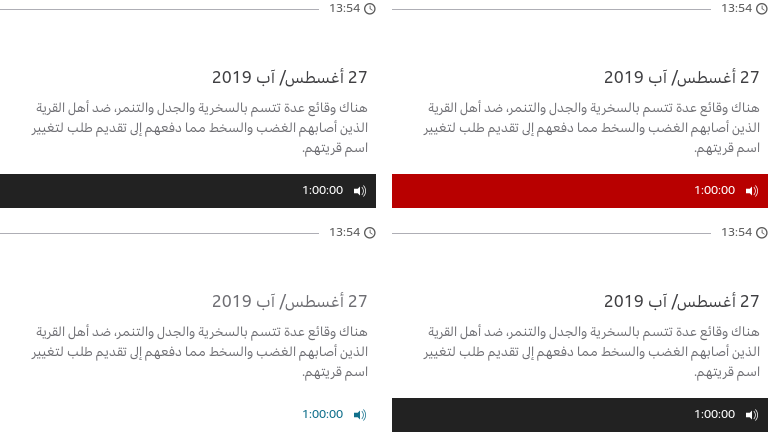 13:54
27 أغسطس/ آب 2019
هناك وقائع عدة تتسم بالسخرية والجدل والتنمر، ضد أهل القرية
الذين أصابهم الغضب والسخط مما دفعهم إلى تقديم طلب لتغيير
اسم قريتهم.
1:00:00
13:54
27 أغسطس/ آب 2019
هناك وقائع عدة تتسم بالسخرية والجدل والتنمر، ضد أهل القرية
الذين أصابهم الغضب والسخط مما دفعهم إلى تقديم طلب لتغيير
اسم قريتهم.
1:00:00
13:54
27 أغسطس/ آب 2019
هناك وقائع عدة تتسم بالسخرية والجدل والتنمر، ضد أهل القرية
الذين أصابهم الغضب والسخط مما دفعهم إلى تقديم طلب لتغيير
اسم قريتهم.
1:00:00
13:54
27 أغسطس/ آب 2019
هناك وقائع عدة تتسم بالسخرية والجدل والتنمر، ضد أهل القرية
الذين أصابهم الغضب والسخط مما دفعهم إلى تقديم طلب لتغيير
اسم قريتهم.
1:00:00